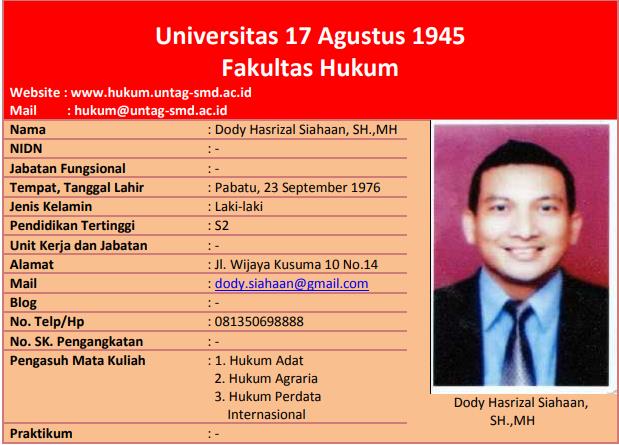 Universitas 17 Agustus 1945
Fakultas Hukum
Website : www.hukum.untag-smd.ac.id
Mail : hukum@untag-smd.ac.id
Nama : Dody Hasrizal Siahaan, SH.,MH
NIDN : -
Jabatan Fungsional : -
Tempat, Tanggal Lahir : Pabatu, 23 September 1976
Jenis Kelamin : Laki-laki
Pendidikan Tertinggi : S2
Unit Kerja dan Jabatan : -
Alamat : Jl. Wijaya Kusuma 10 No.14
Mail : dody.siahaan@gmail.com
Blog : -
No. Telp/Hp : 081350698888
No. SK. Pengangkatan : -
Pengasuh Mata Kuliah : 1. Hukum Adat
2. Hukum Agraria
3. Hukum Perdata
Internasional
Praktikum : -
Dody Hasrizal Siahaan,
SH.,MH